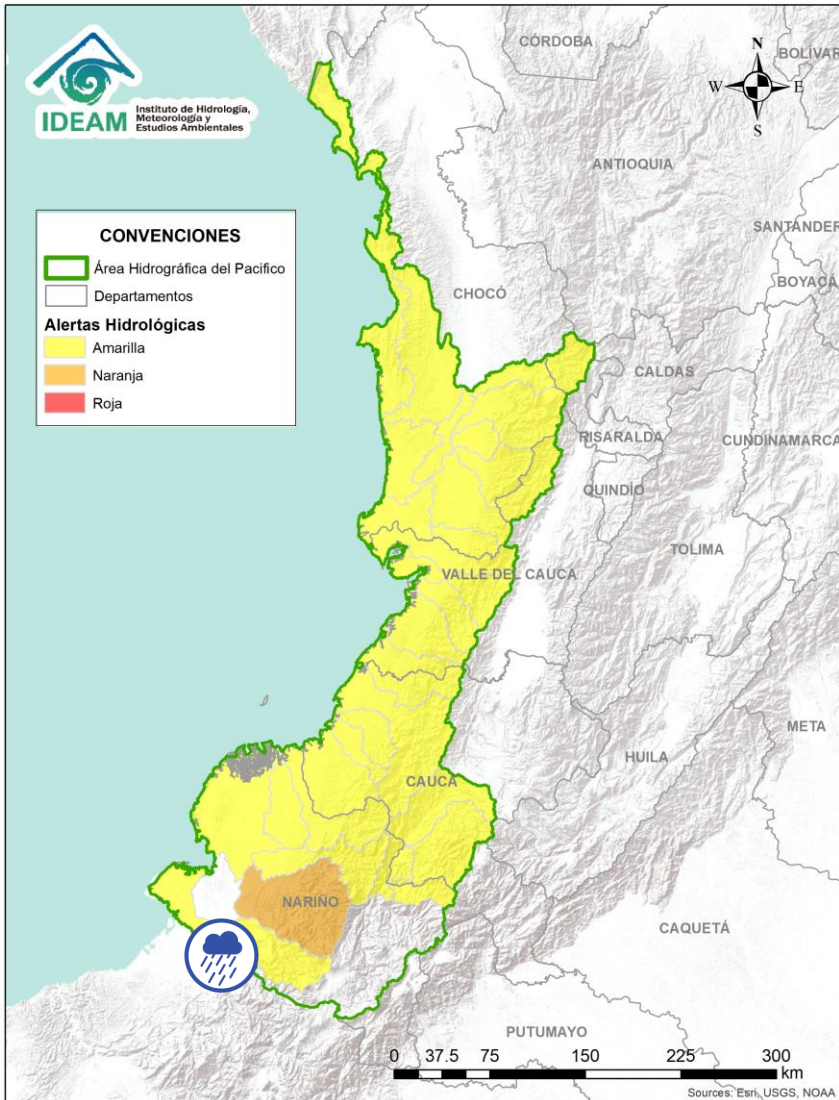 IDEAM
Instituto de Hidrología,
Meteorología y
Estudios Ambientales
CÓRDOBA
BOLÍVAR
N
W
E
S
ANTIOQUIA
SANTANDER
BOYACÁ
CONVENCIONES
Área Hidrográfica del Pacifico
Departamentos
Alertas Hidrológicas
Amarilla
Naranja
Roja
CHOCÓ
CALDAS
RISARALDA
CUNDINAMARCA
QUINDÍO
TOLIMA
VALLE DEL CAUCA
META
HUILA
CAUCA
NARIÑO
CAQUETÁ
PUTUMAYO
0 37.5 75 150 225 300
km
Sources: Esri, USGS, NOAA